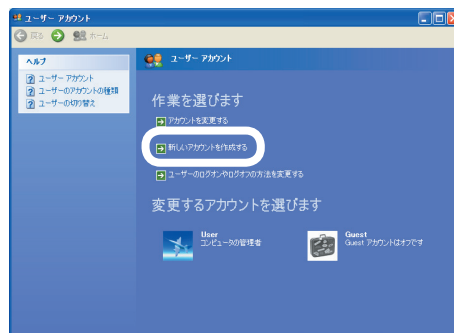 ユーザー アカウント
戻る
ホーム
ヘルプ
ユーザー アカウント
ユーザーのアカウントの種類
ユーザーの切り替え
ユーザー アカウント
作業を選びます
アカウントを変更する
新しいアカウントを作成する
ユーザーのログオンやログオフの方法を変更する
変更するアカウントを選びます
User
コンピュータの管理者
Guest
Guest アカウントはオフです